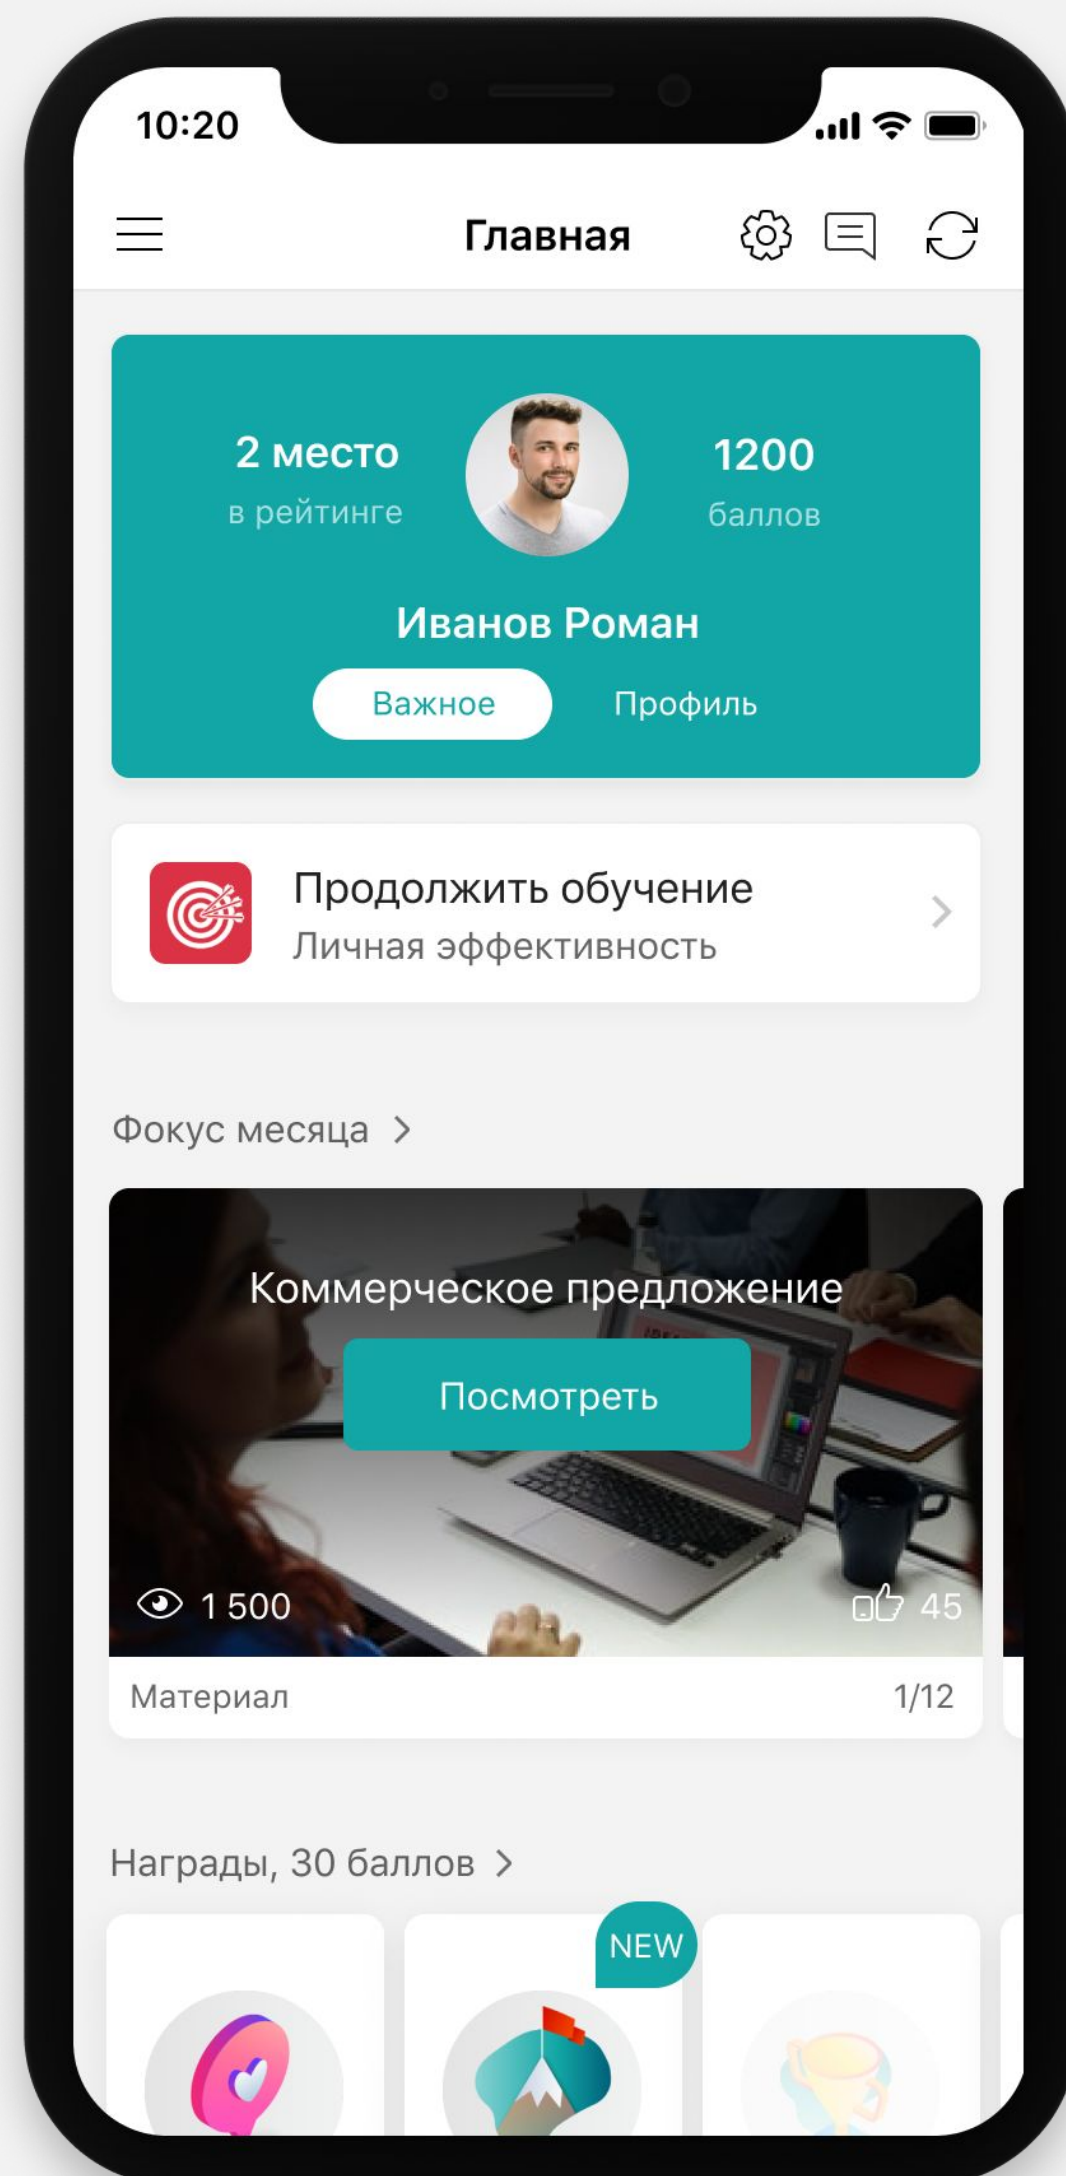 10:20
Главная
2 место
в рейтинге
1200
баллов
Иванов Роман
Важное
Профиль
Продолжить обучение
Личная эффективность
Фокус месяца
Коммерческое предложение
Посмотреть
1 500
45
Материал
1/12
Награды, 30 баллов
NEW